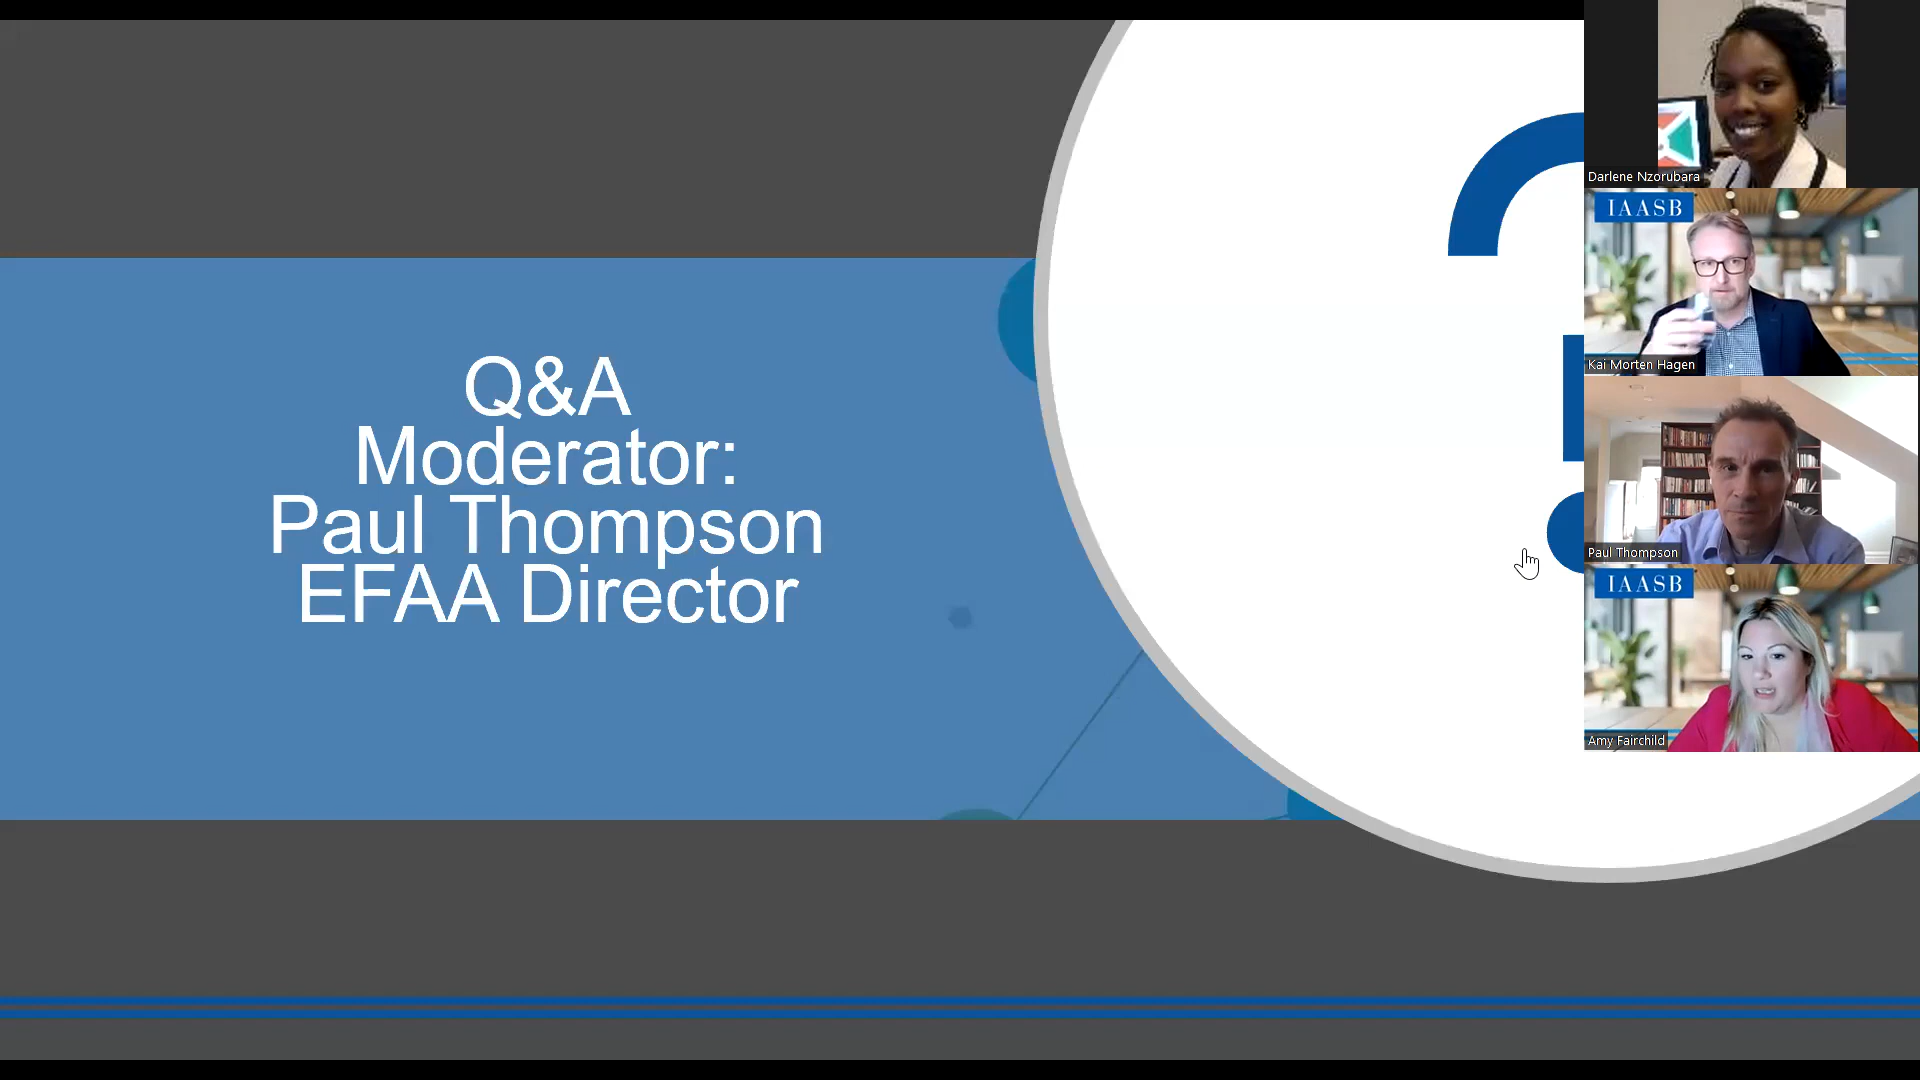 Q&A
Moderator:
Paul Thompson
EFAA Director
Darlene Nzorubara
IAASB
Kai Morten Hagen
Paul Thompson
IAASB
Amy Fairchild